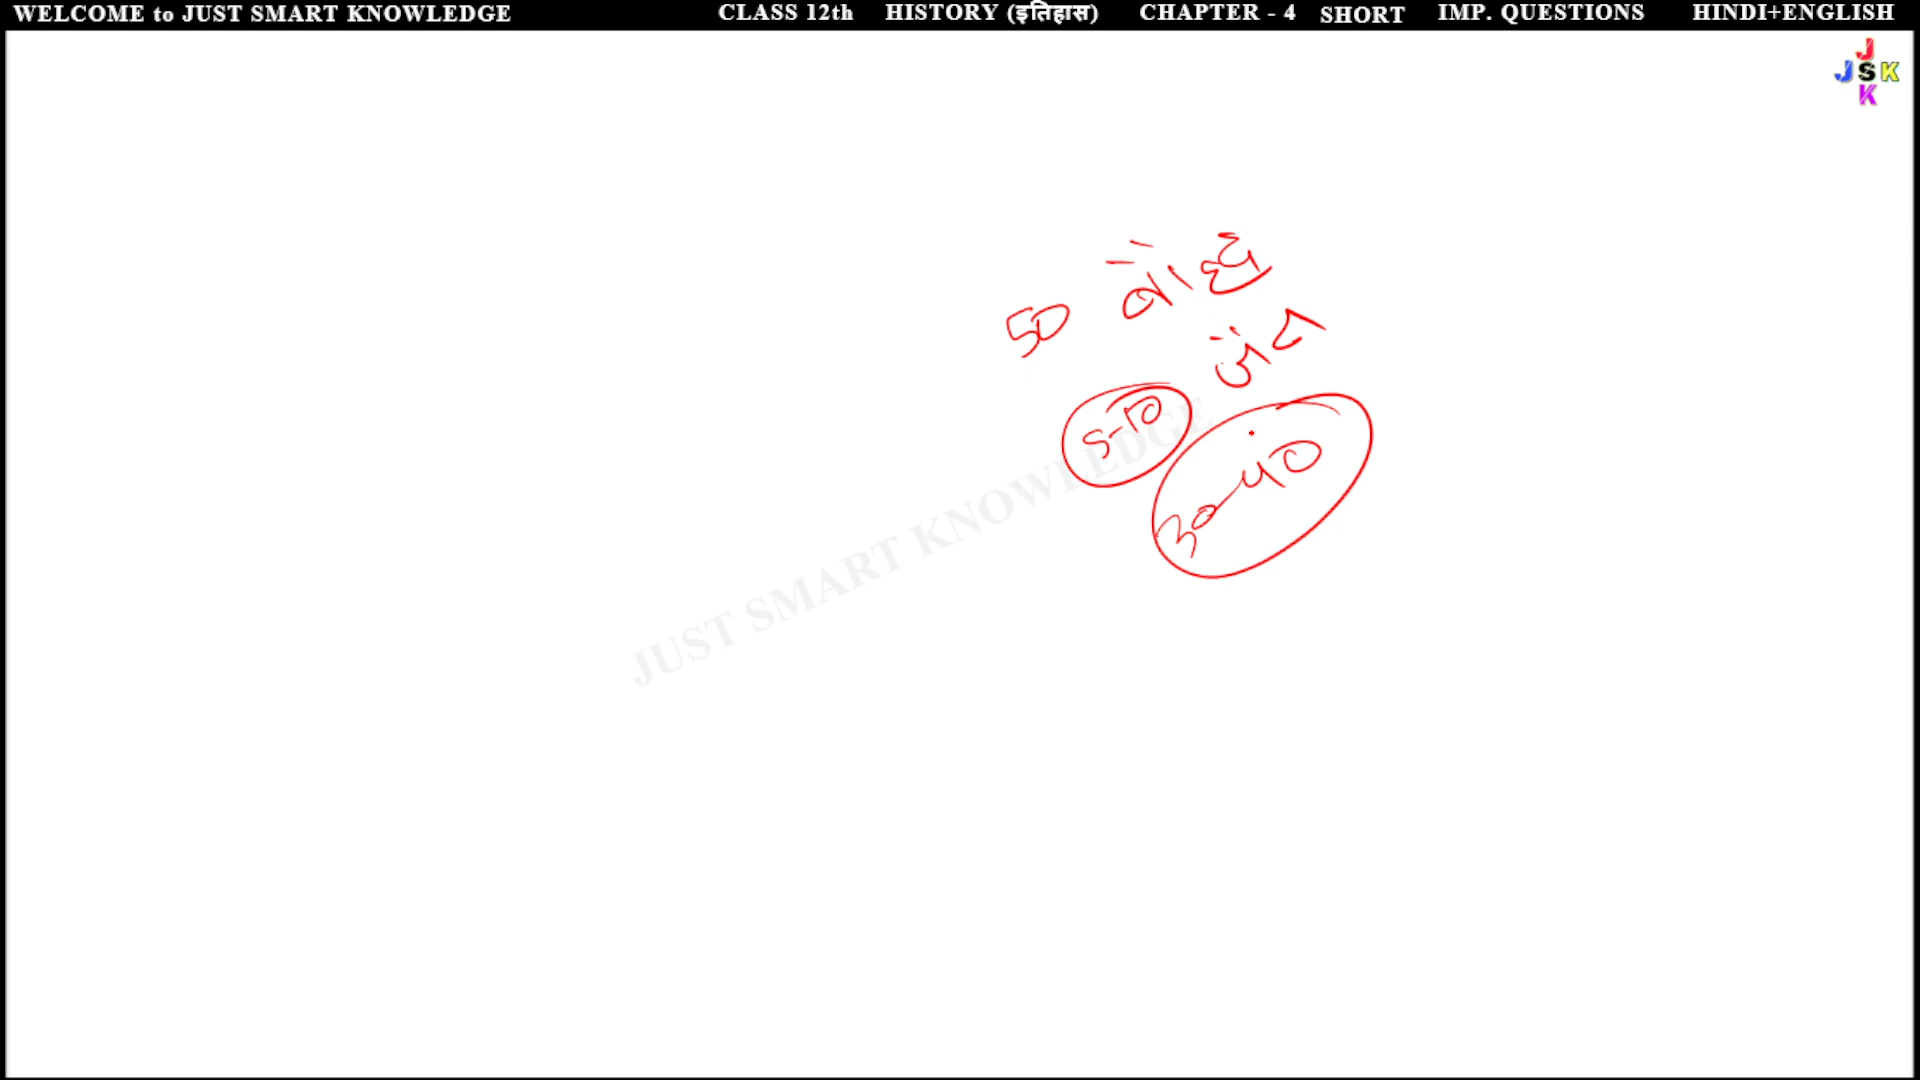 WELCOME to JUST SMART KNOWLEDGE CLASS 12th HISTORY (इतिहास) CHAPTER - 4 SHORT IMP. QUESTIONS HINDI+ENGLISH
J
JSK
K
50 बौद्ध
जैन
5-10
30-40
JUST SMART KNOWLEDGE